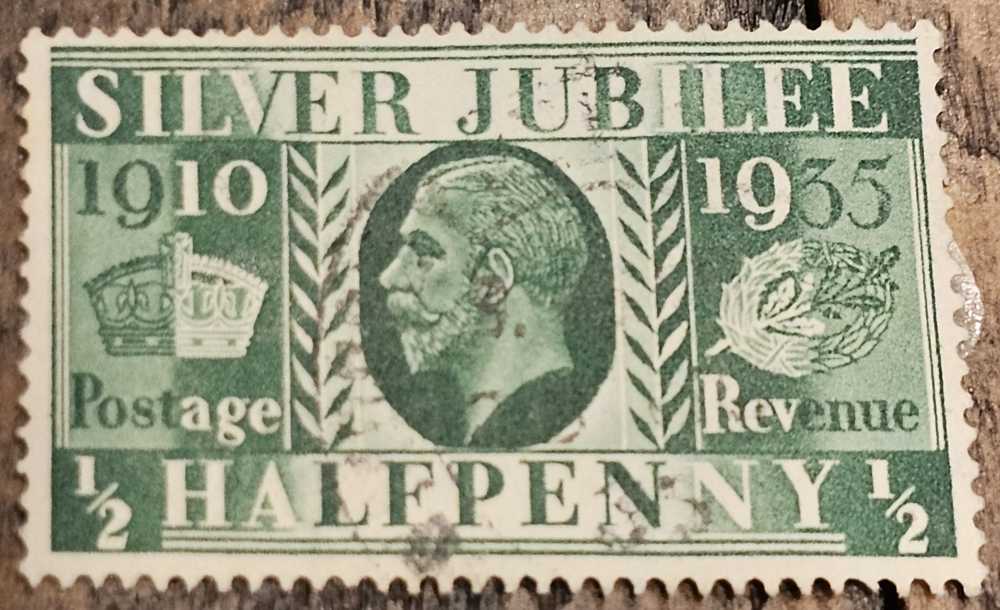 SILVER JUBILEE
1910 1935
Postage Revenue
½ HALFPENNY ½